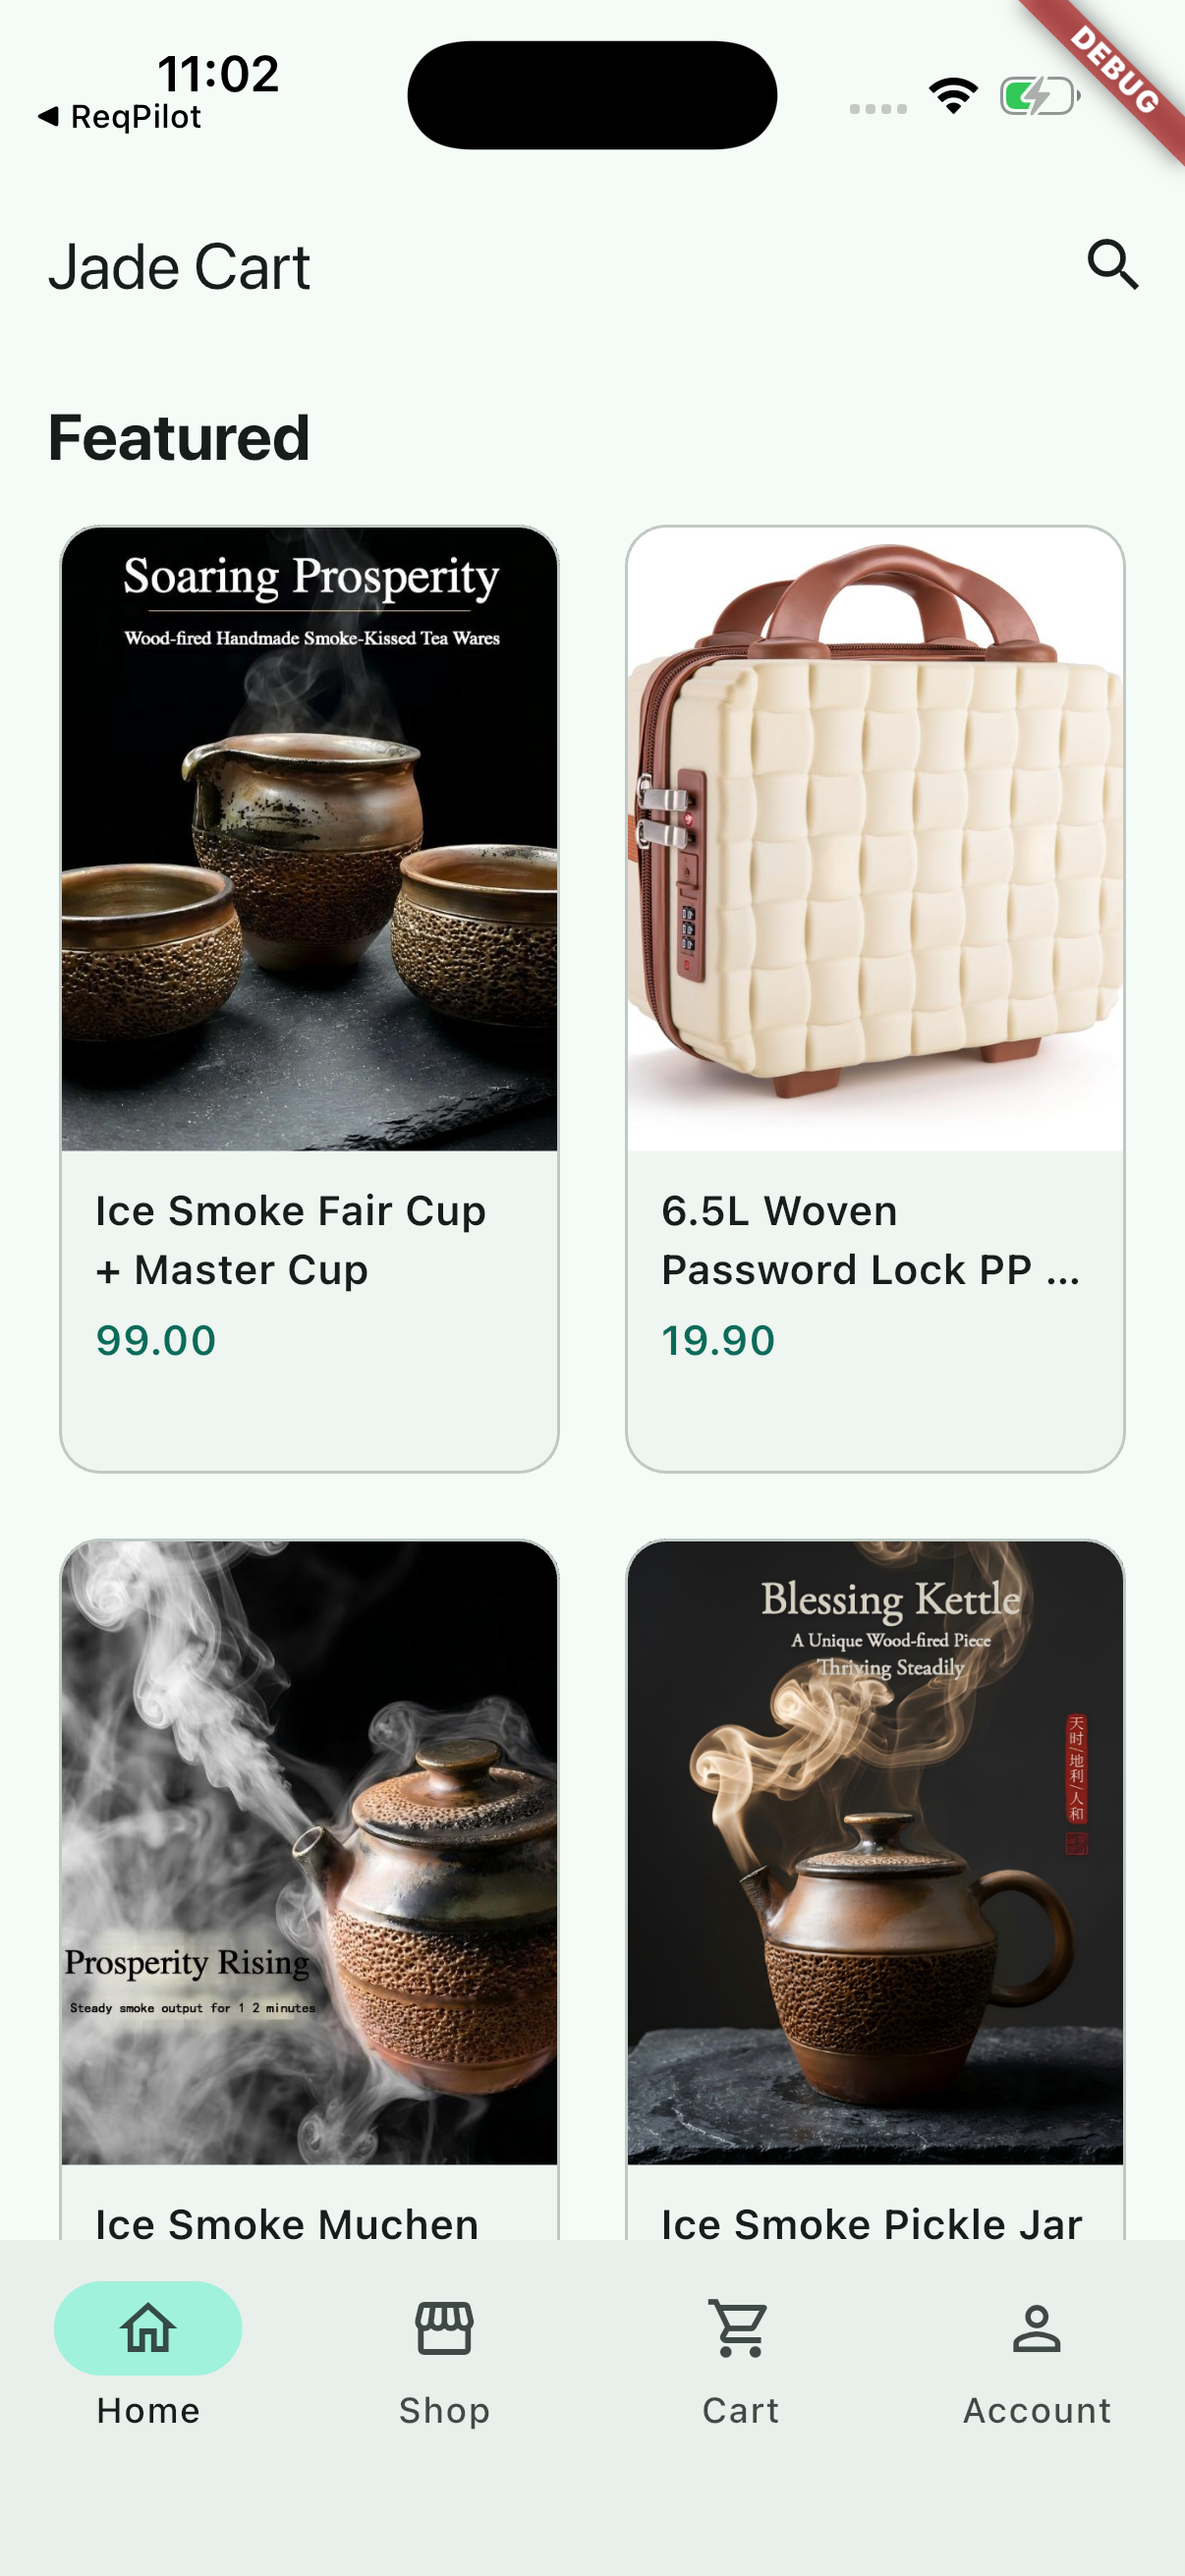 11:02
◀ ReqPilot
DEBUG
Jade Cart
Featured
Soaring Prosperity
Wood-fired Handmade Smoke-Kissed Tea Wares
Ice Smoke Fair Cup
+ Master Cup
99.00
6.5L Woven
Password Lock PP ...
19.90
Prosperity Rising
Steady smoke output for 1 2 minutes
Ice Smoke Muchen
Blessing Kettle
A Unique Wood-fired Piece
Thriving Steadily
天时/地利/人和
Ice Smoke Pickle Jar
Home
Shop
Cart
Account